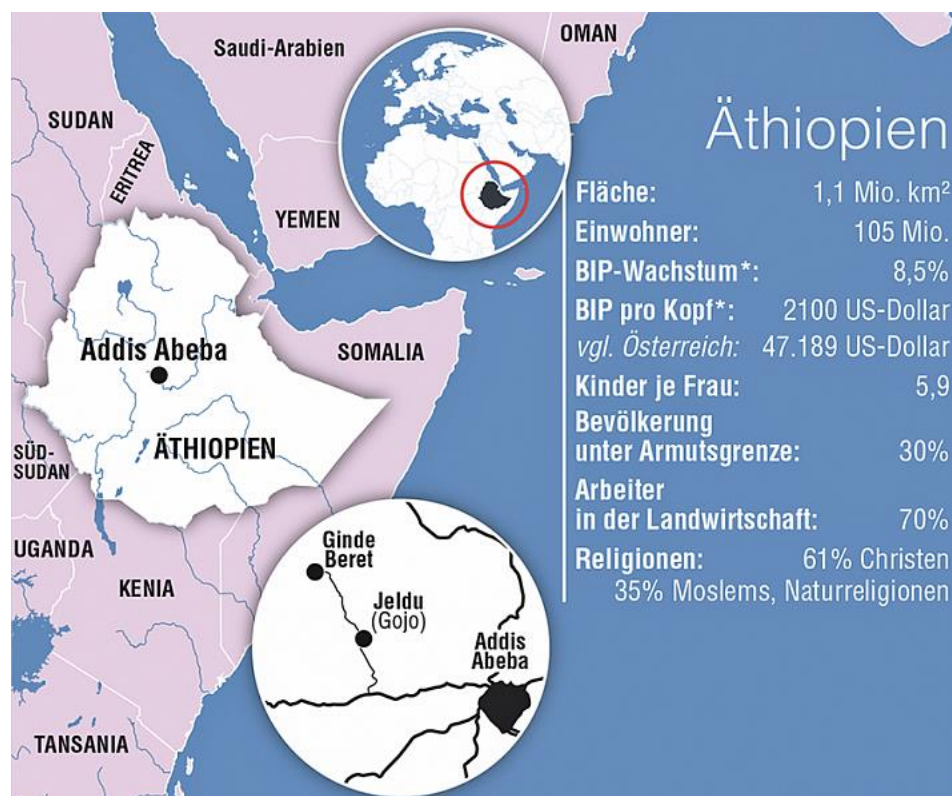 Saudi-Arabien
OMAN
SUDAN
ERITREA
YEMEN
Addis Abeba
SOMALIA
ÄTHIOPIEN
SÜD-
SUDAN
UGANDA
KENIA
TANSANIA
Ginde
Beret
Jeldu
(Gojo)
Addis
Abeba
Äthiopien
Fläche: 1,1 Mio. km²
Einwohner: 105 Mio.
BIP-Wachstum*: 8,5%
BIP pro Kopf*: 2100 US-Dollar
vgl. Österreich: 47.189 US-Dollar
Kinder je Frau: 5,9
Bevölkerung
unter Armutsgrenze: 30%
Arbeiter
in der Landwirtschaft: 70%
Religionen: 61% Christen
35% Moslems, Naturreligionen